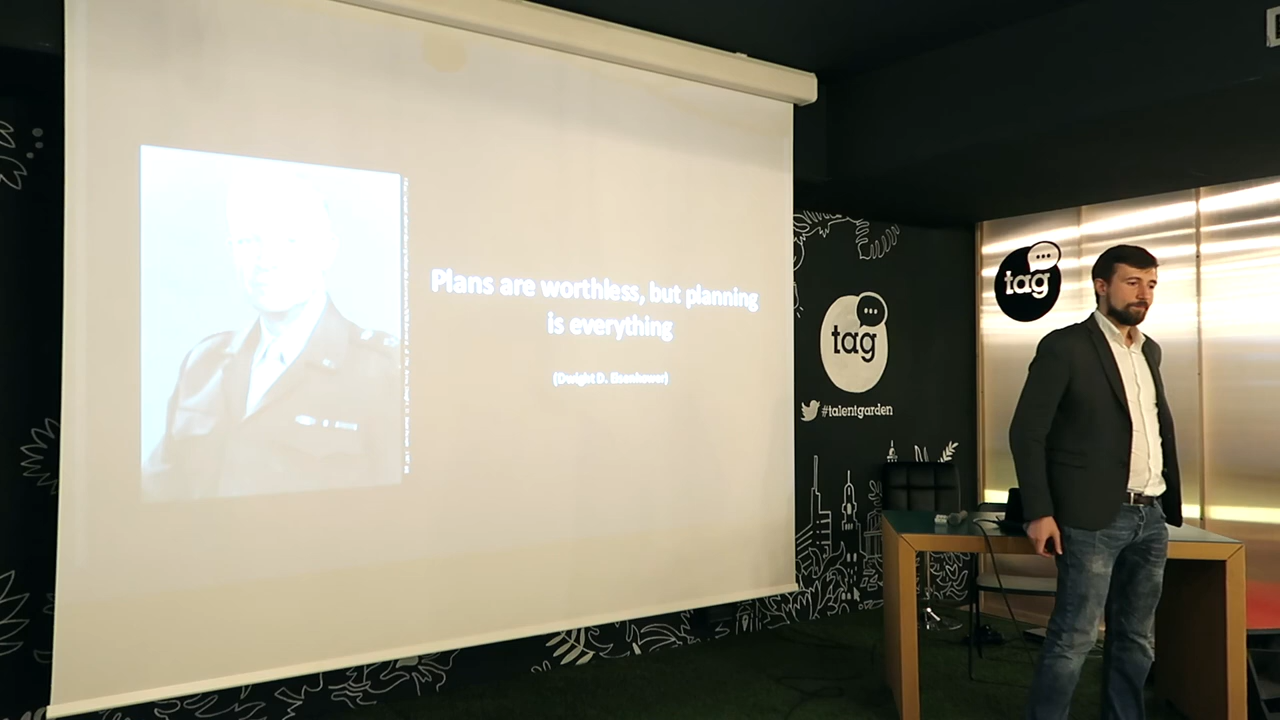 Plans are worthless, but planning
is everything
(Dwight D. Eisenhower)
tag
#talentgarden
tag